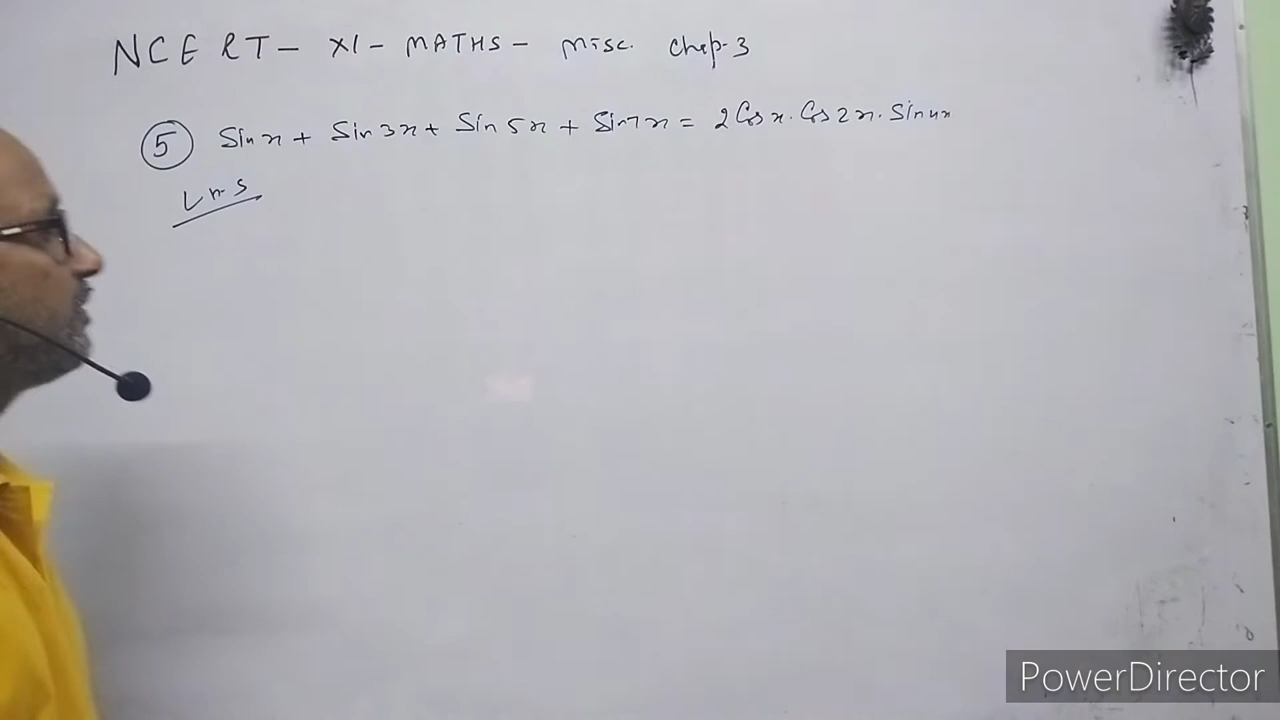 NCERT - XI - MATHS - Misc. Chap-3
5 Sin x + Sin 3x + Sin 5x + Sin 7x = 2 Cos x. Cos 2x. Sin 4x
LHS
PowerDirector